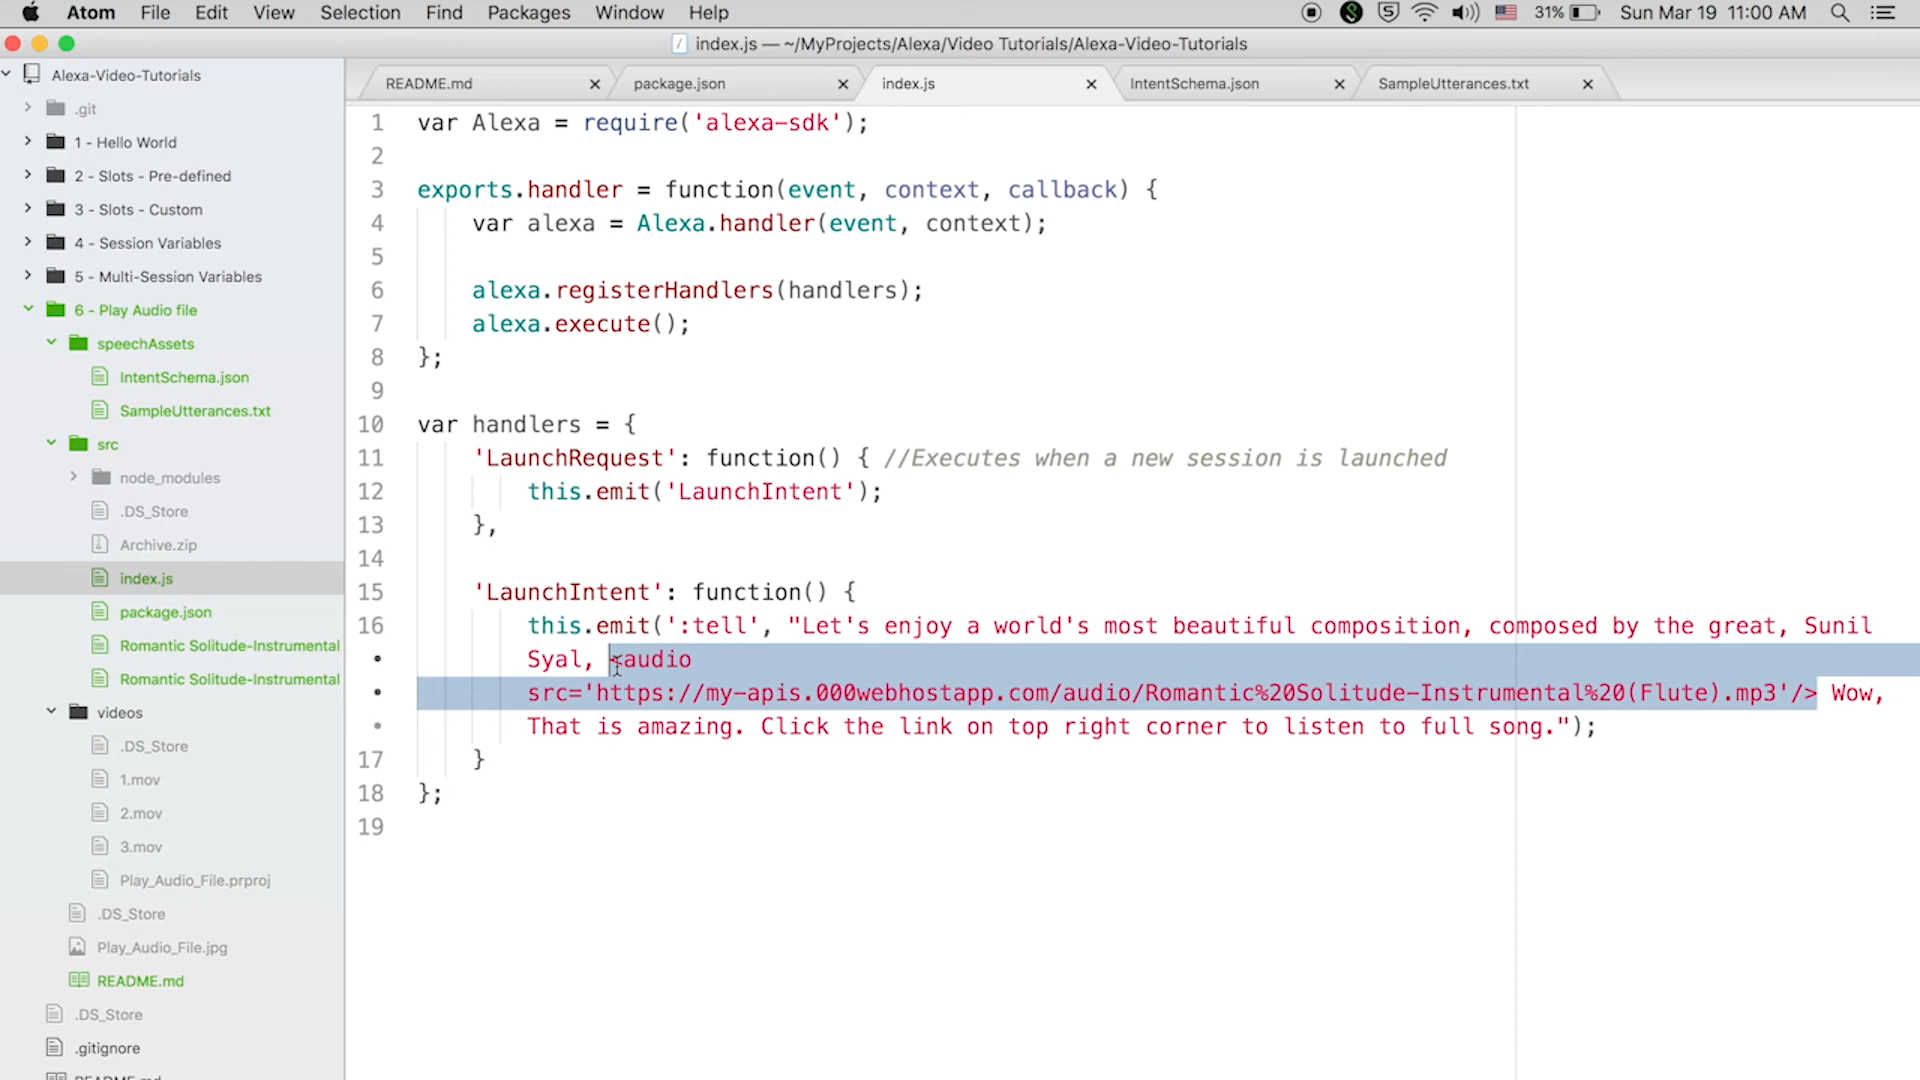 Atom File Edit View Selection Find Packages Window Help 31% Sun Mar 19 11:00 AM
index.js — ~/MyProjects/Alexa/Video Tutorials/Alexa-Video-Tutorials
Alexa-Video-Tutorials
.git
1 - Hello World
2 - Slots - Pre-defined
3 - Slots - Custom
4 - Session Variables
5 - Multi-Session Variables
6 - Play Audio file
speechAssets
IntentSchema.json
SampleUtterances.txt
src
node_modules
.DS_Store
Archive.zip
index.js
package.json
Romantic Solitude-Instrumental
Romantic Solitude-Instrumental
videos
.DS_Store
1.mov
2.mov
3.mov
Play_Audio_File.prproj
.DS_Store
Play_Audio_File.jpg
README.md
.DS_Store
.gitignore
README.md
README.md package.json index.js IntentSchema.json SampleUtterances.txt
1 var Alexa = require('alexa-sdk');
2
3 exports.handler = function(event, context, callback) {
4 var alexa = Alexa.handler(event, context);
5
6 alexa.registerHandlers(handlers);
7 alexa.execute();
8 };
9
10 var handlers = {
11 'LaunchRequest': function() { //Executes when a new session is launched
12 this.emit('LaunchIntent');
13 },
14
15 'LaunchIntent': function() {
16 this.emit(':tell', "Let's enjoy a world's most beautiful composition, composed by the great, Sunil
• Syal, <audio
• src='https://my-apis.000webhostapp.com/audio/Romantic%20Solitude-Instrumental%20(Flute).mp3'/> Wow,
• That is amazing. Click the link on top right corner to listen to full song.");
17 }
18 };
19